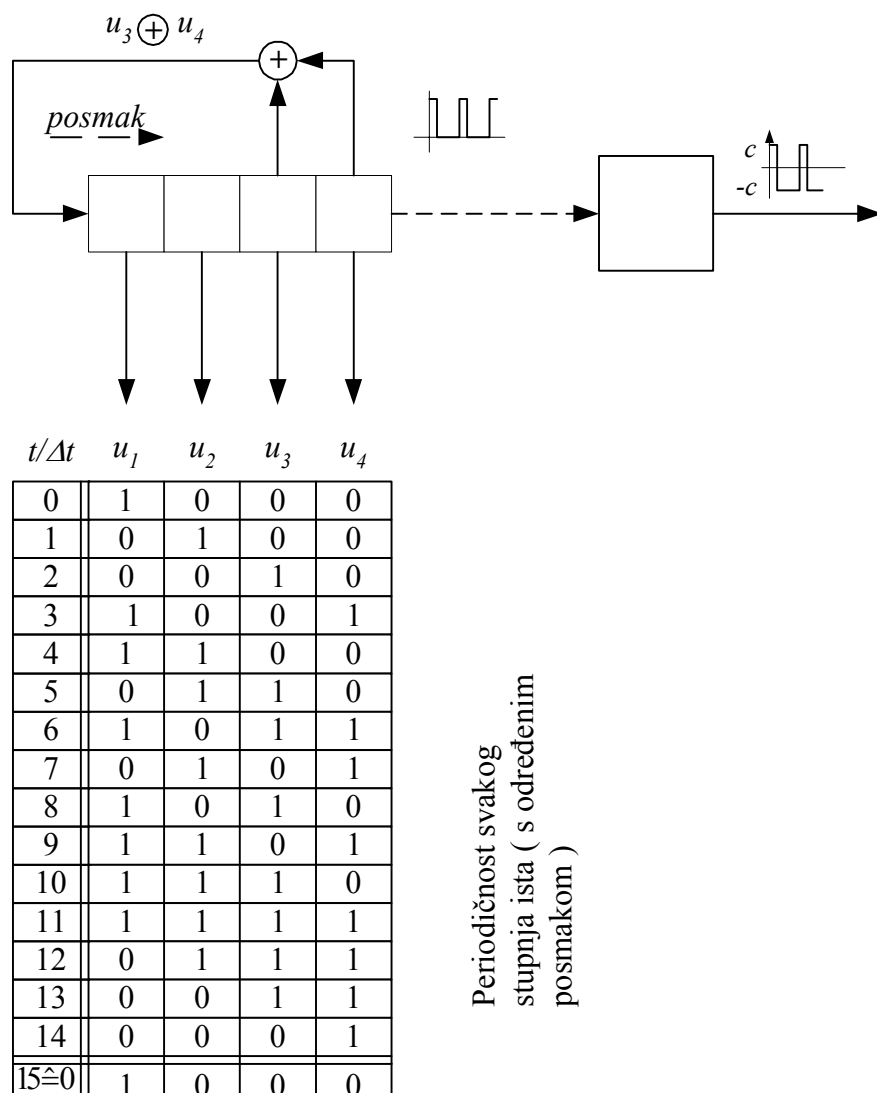 u₃ ⊕ u₄
+
posmak
c
-c
t/Δt u₁ u₂ u₃ u₄
0 1 0 0 0
1 0 1 0 0
2 0 0 1 0
3 1 0 0 1
4 1 1 0 0
5 0 1 1 0
6 1 0 1 1
7 0 1 0 1
8 1 0 1 0
9 1 1 0 1
10 1 1 1 0
11 1 1 1 1
12 0 1 1 1
13 0 0 1 1
14 0 0 0 1
15≙0 1 0 0 0
Periodičnost svakog
stupnja ista ( s određenim
posmakom )